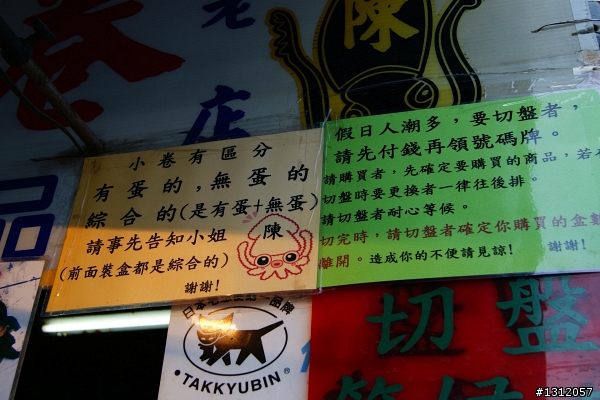 卷
老
店
陳
品
小卷有區分
有蛋的,無蛋的
綜合的(是有蛋+無蛋)
請事先告知小姐
(前面裝盒都是綜合的)
謝謝!
陳
假日人潮多,要切盤者,
請先付錢再領號碼牌。
請購買者,先確定要購買的商品,若
切盤時要更換者一律往後排。
請切盤者耐心等候。
切完時,請切盤者確定你購買的盒數
離開。造成你的不便請見諒!
謝謝!
TAKKYUBIN
切盤
#1312057